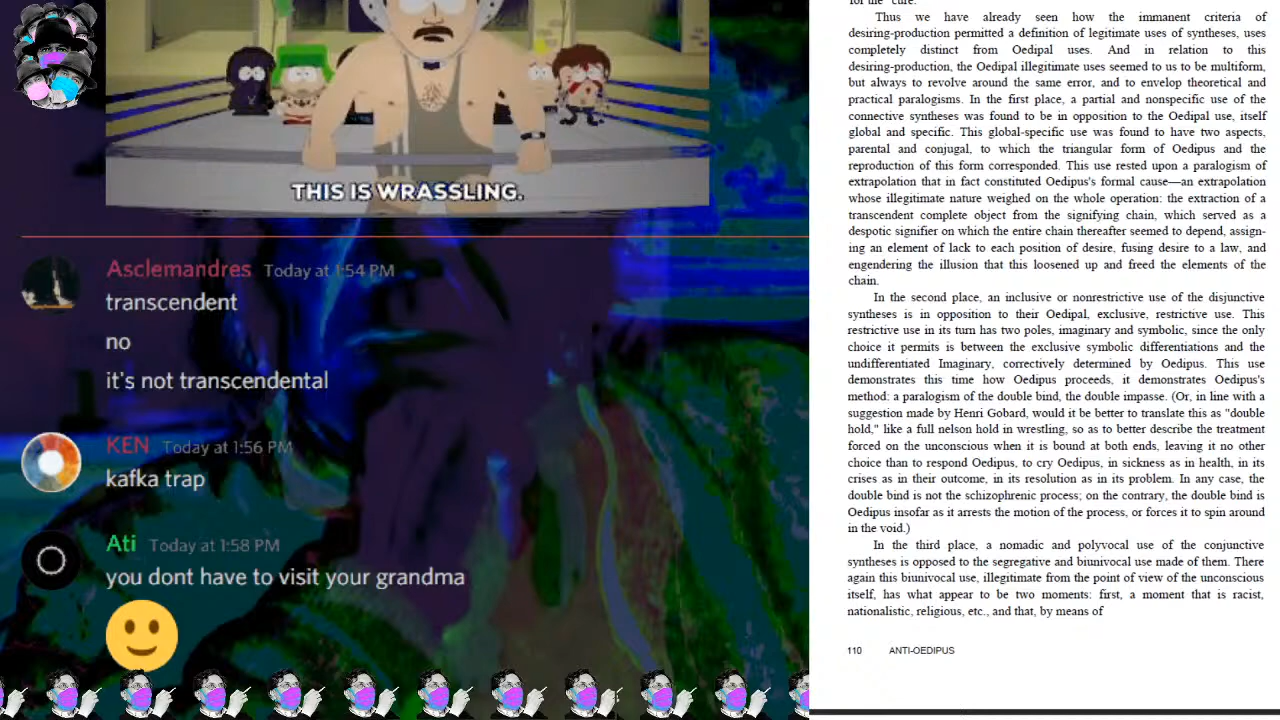 THIS IS WRASSLING.
Asclemandres Today at 1:54 PM
transcendent
no
it's not transcendental
KEN Today at 1:56 PM
kafka trap
Ati Today at 1:58 PM
you dont have to visit your grandma
for the "cure."
Thus we have already seen how the immanent criteria of
desiring-production permitted a definition of legitimate uses of syntheses, uses
completely distinct from Oedipal uses. And in relation to this
desiring-production, the Oedipal illegitimate uses seemed to us to be multiform,
but always to revolve around the same error, and to envelop theoretical and
practical paralogisms. In the first place, a partial and nonspecific use of the
connective syntheses was found to be in opposition to the Oedipal use, itself
global and specific. This global-specific use was found to have two aspects,
parental and conjugal, to which the triangular form of Oedipus and the
reproduction of this form corresponded. This use rested upon a paralogism of
extrapolation that in fact constituted Oedipus's formal cause—an extrapolation
whose illegitimate nature weighed on the whole operation: the extraction of a
transcendent complete object from the signifying chain, which served as a
despotic signifier on which the entire chain thereafter seemed to depend, assign-
ing an element of lack to each position of desire, fusing desire to a law, and
engendering the illusion that this loosened up and freed the elements of the
chain.
In the second place, an inclusive or nonrestrictive use of the disjunctive
syntheses is in opposition to their Oedipal, exclusive, restrictive use. This
restrictive use in its turn has two poles, imaginary and symbolic, since the only
choice it permits is between the exclusive symbolic differentiations and the
undifferentiated Imaginary, correctively determined by Oedipus. This use
demonstrates this time how Oedipus proceeds, it demonstrates Oedipus's
method: a paralogism of the double bind, the double impasse. (Or, in line with a
suggestion made by Henri Gobard, would it be better to translate this as "double
hold," like a full nelson hold in wrestling, so as to better describe the treatment
forced on the unconscious when it is bound at both ends, leaving it no other
choice than to respond Oedipus, to cry Oedipus, in sickness as in health, in its
crises as in their outcome, in its resolution as in its problem. In any case, the
double bind is not the schizophrenic process; on the contrary, the double bind is
Oedipus insofar as it arrests the motion of the process, or forces it to spin around
in the void.)
In the third place, a nomadic and polyvocal use of the conjunctive
syntheses is opposed to the segregative and biunivocal use made of them. There
again this biunivocal use, illegitimate from the point of view of the unconscious
itself, has what appear to be two moments: first, a moment that is racist,
nationalistic, religious, etc., and that, by means of
110 ANTI-OEDIPUS